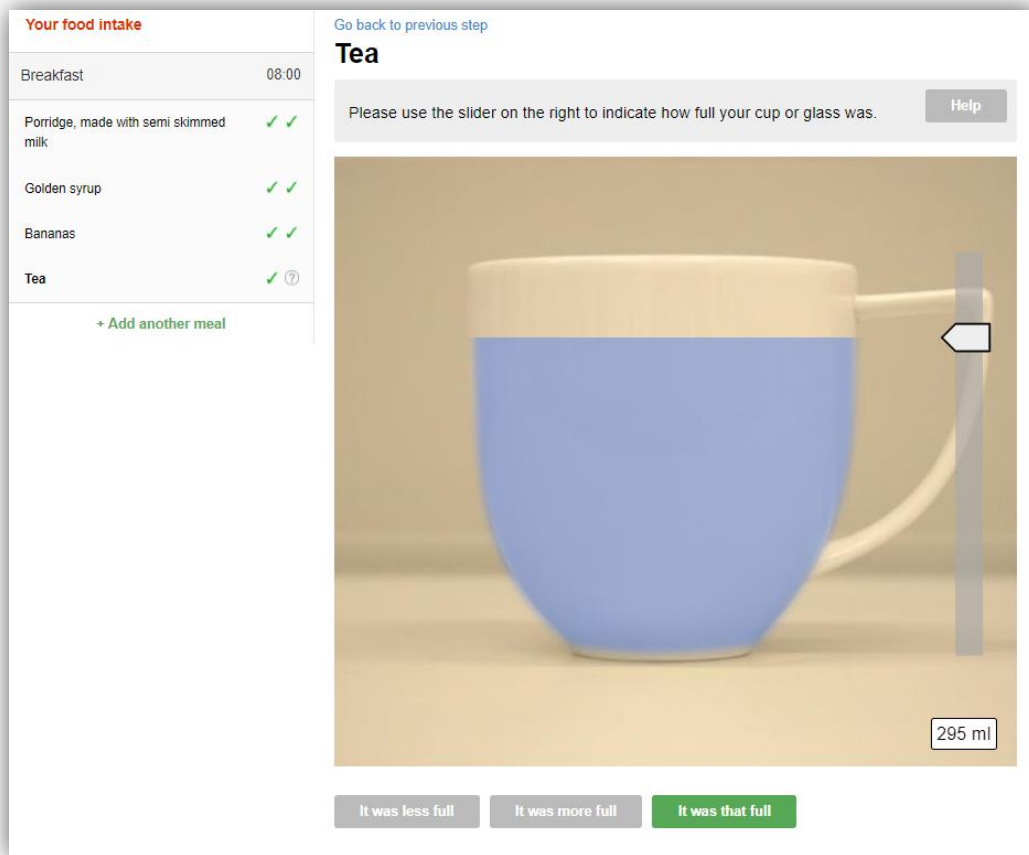 Your food intake
Breakfast 08:00
Porridge, made with semi skimmed
milk
Golden syrup
Bananas
Tea
+ Add another meal
Go back to previous step
Tea
Please use the slider on the right to indicate how full your cup or glass was.
Help
295 ml
It was less full
It was more full
It was that full